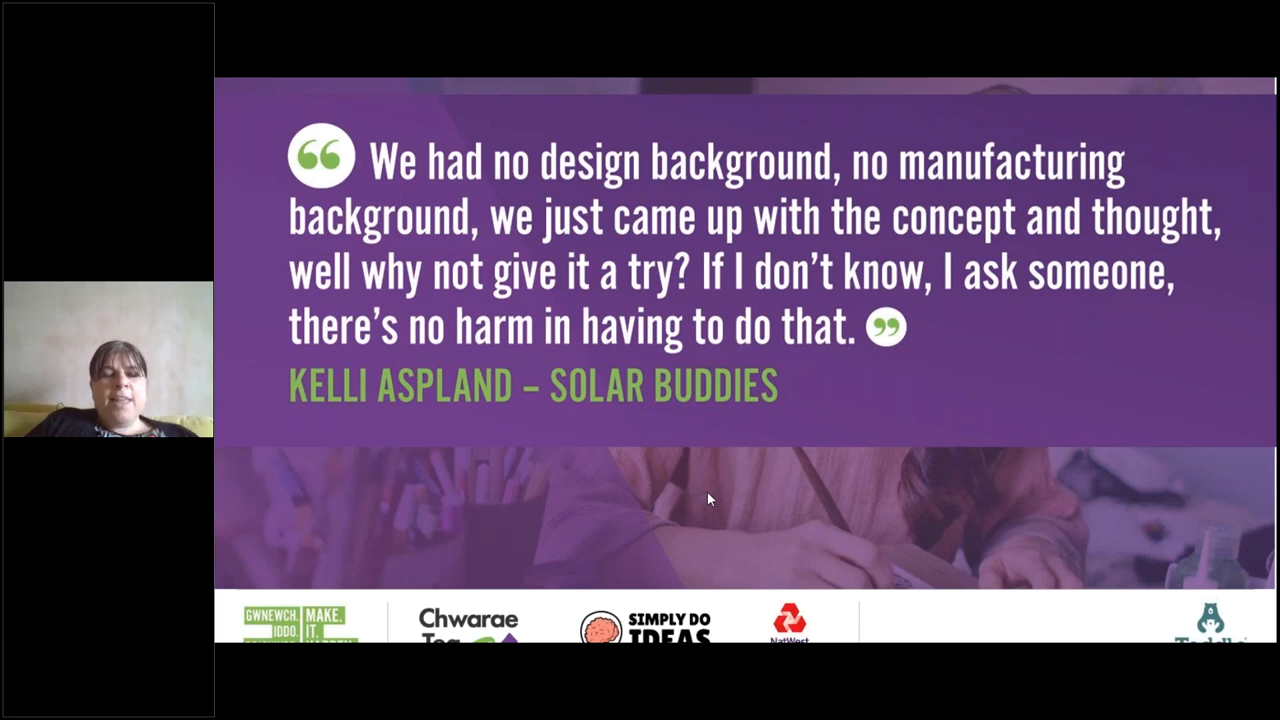 “ We had no design background, no manufacturing
background, we just came up with the concept and thought,
well why not give it a try? If I don’t know, I ask someone,
there’s no harm in having to do that. ”
KELLI ASPLAND – SOLAR BUDDIES
GWNEWCH. MAKE.
IDDO. IT.
Chwarae
SIMPLY DO
IDEAS
NatWest